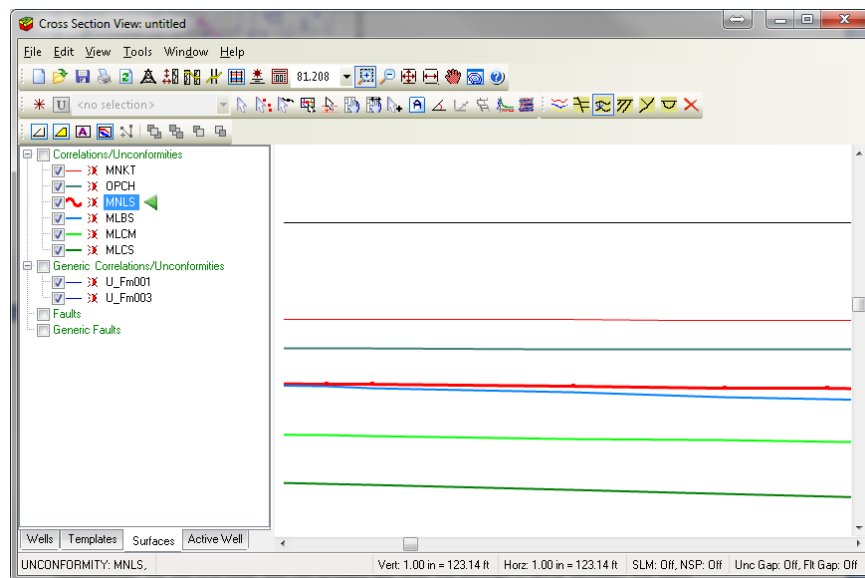 Cross Section View: untitled
File Edit View Tools Window Help
81.208
U <no selection>
A
A
Correlations/Unconformities
MNKT
OPCH
MNLS
MLBS
MLCM
MLCS
Generic Correlations/Unconformities
U_Fm001
U_Fm003
Faults
Generic Faults
Wells Templates Surfaces Active Well
UNCONFORMITY: MNLS, Vert: 1.00 in = 123.14 ft Horz: 1.00 in = 123.14 ft SLM: Off, NSP: Off Unc Gap: Off, Flt Gap: Off